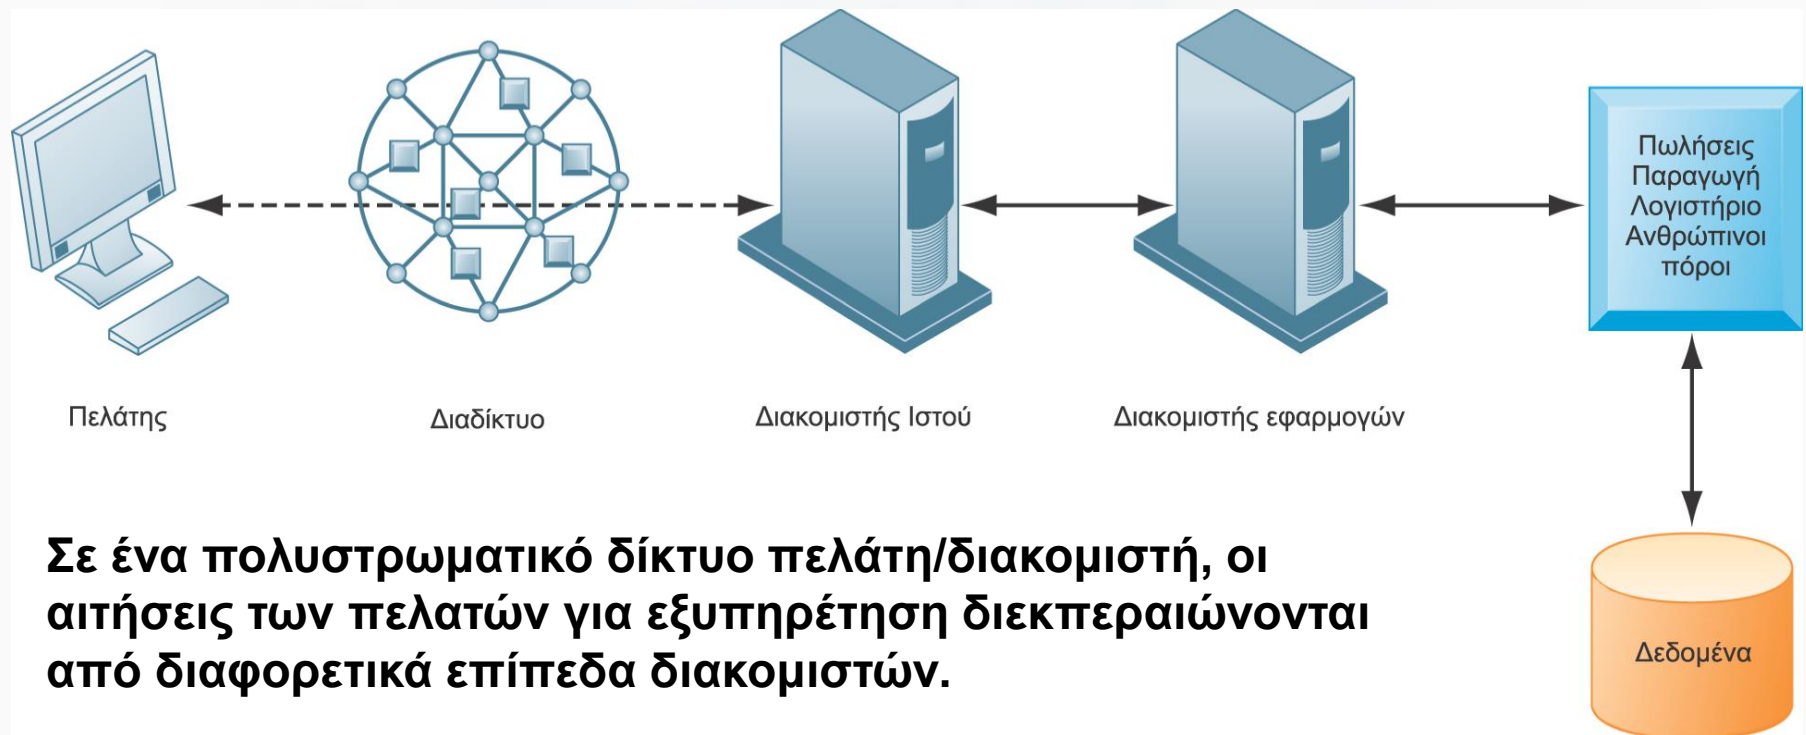 Πωλήσεις
Παραγωγή
Λογιστήριο
Ανθρώπινοι
πόροι
Πελάτης
Διαδίκτυο
Διακομιστής Ιστού
Διακομιστής εφαρμογών
Σε ένα πολυστρωματικό δίκτυο πελάτη/διακομιστή, οι
αιτήσεις των πελατών για εξυπηρέτηση διεκπεραιώνονται
από διαφορετικά επίπεδα διακομιστών.
Δεδομένα